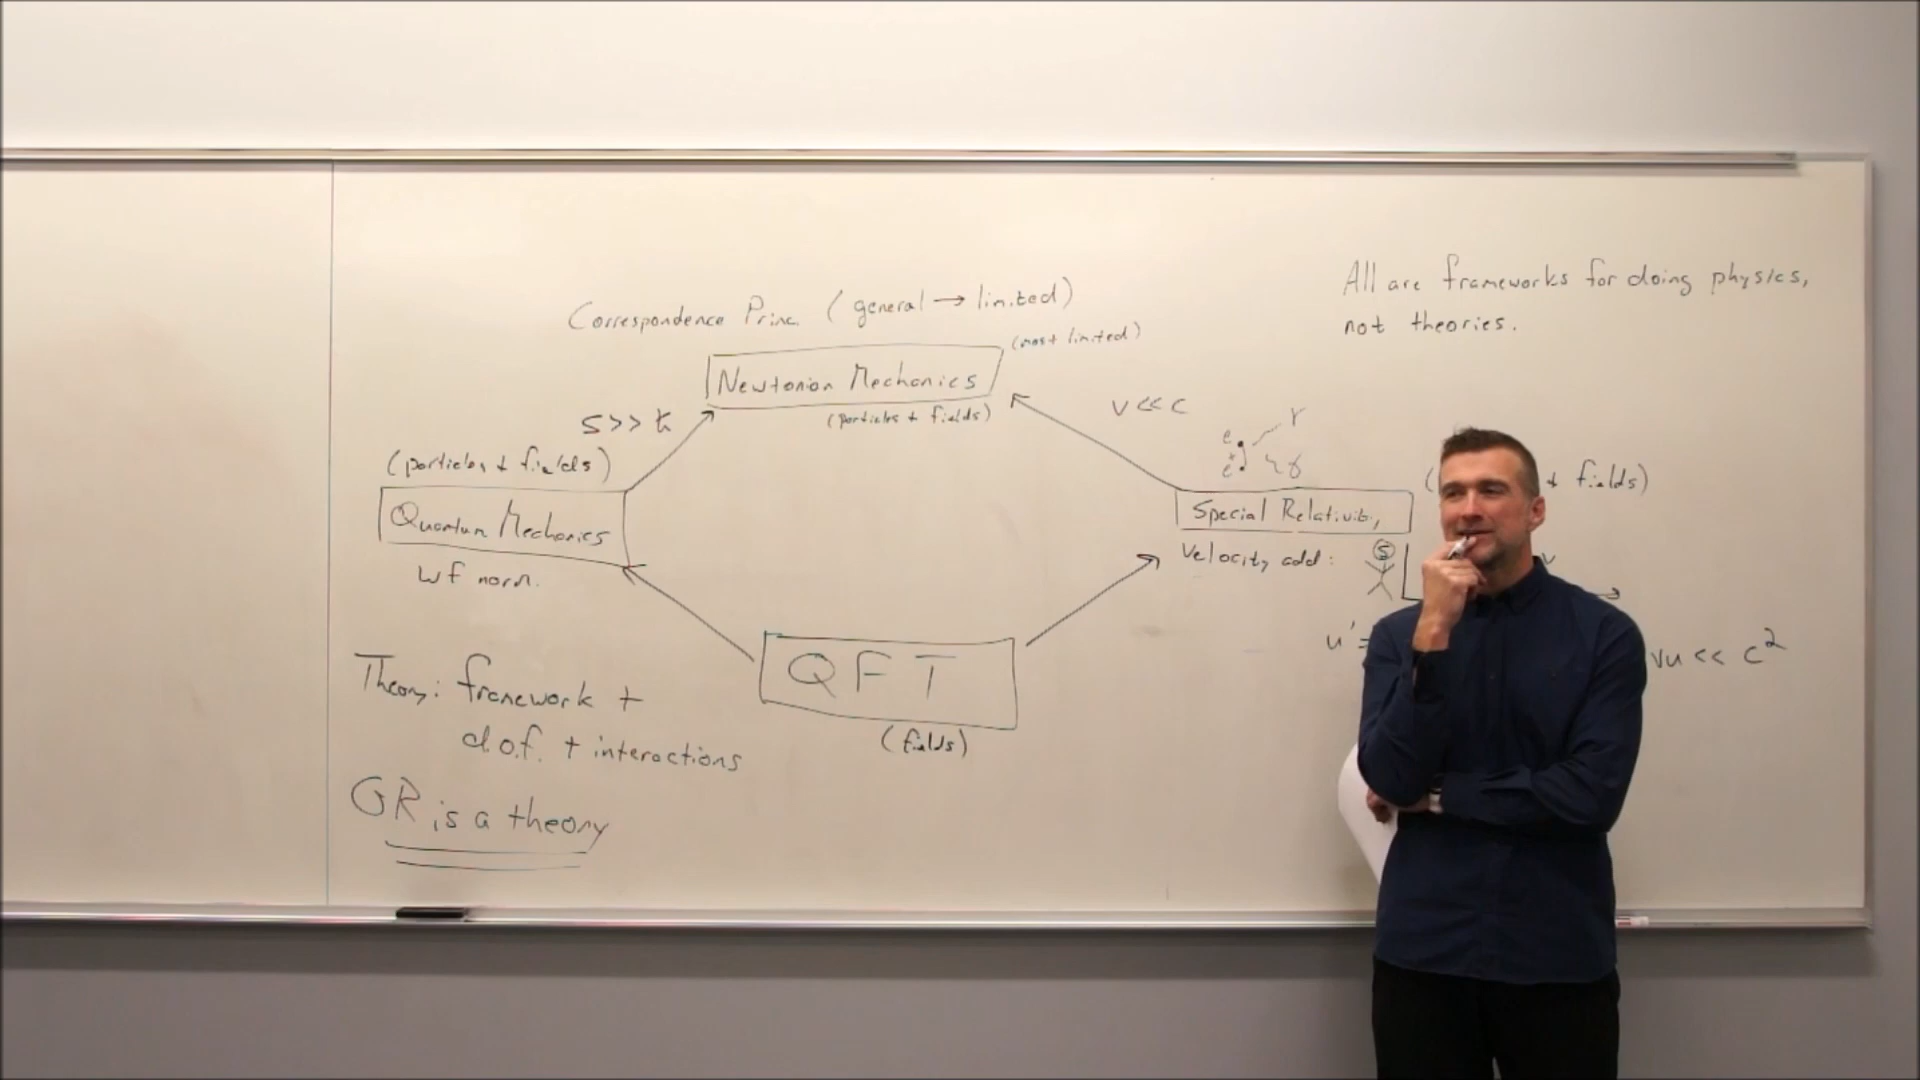 Correspondence Princ. (general → limited)
All are frameworks for doing physics,
not theories.
(most limited)
Newtonian Mechanics
(particles + fields)
S >> ħ
v << c
(particles + fields)
Quantum Mechanics
wf norm.
e⁻
e⁺
γ
γ
Special Relativity
+ fields)
Velocity add:
S
v
u' =
vu << c²
QFT
(fields)
Theory: framework +
d.o.f. + interactions
GR is a theory